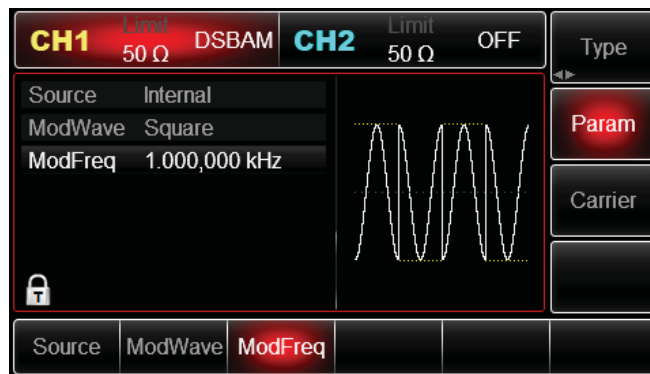 CH1 Limit 50 Ω DSBAM CH2 Limit 50 Ω OFF
Type
Source Internal
ModWave Square
ModFreq 1.000,000 kHz
Param
Carrier
T
Source ModWave ModFreq